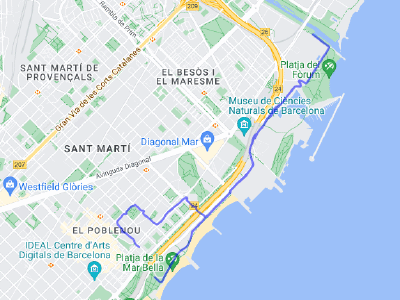 Rambla de Prim
25
SANT MARTÍ
DE PROVENÇALS
EL BESÒS I
EL MARESME
Platja del
Fòrum
24
Gran Via de les Corts Catalanes
Museu de Ciències
Naturals de Barcelona
Diagonal Mar
SANT MARTÍ
207
Avinguda Diagonal
Westfield Glòries
EL POBLENOU
IDEAL Centre d'Arts
Digitals de Barcelona
Platja de la
Mar Bella